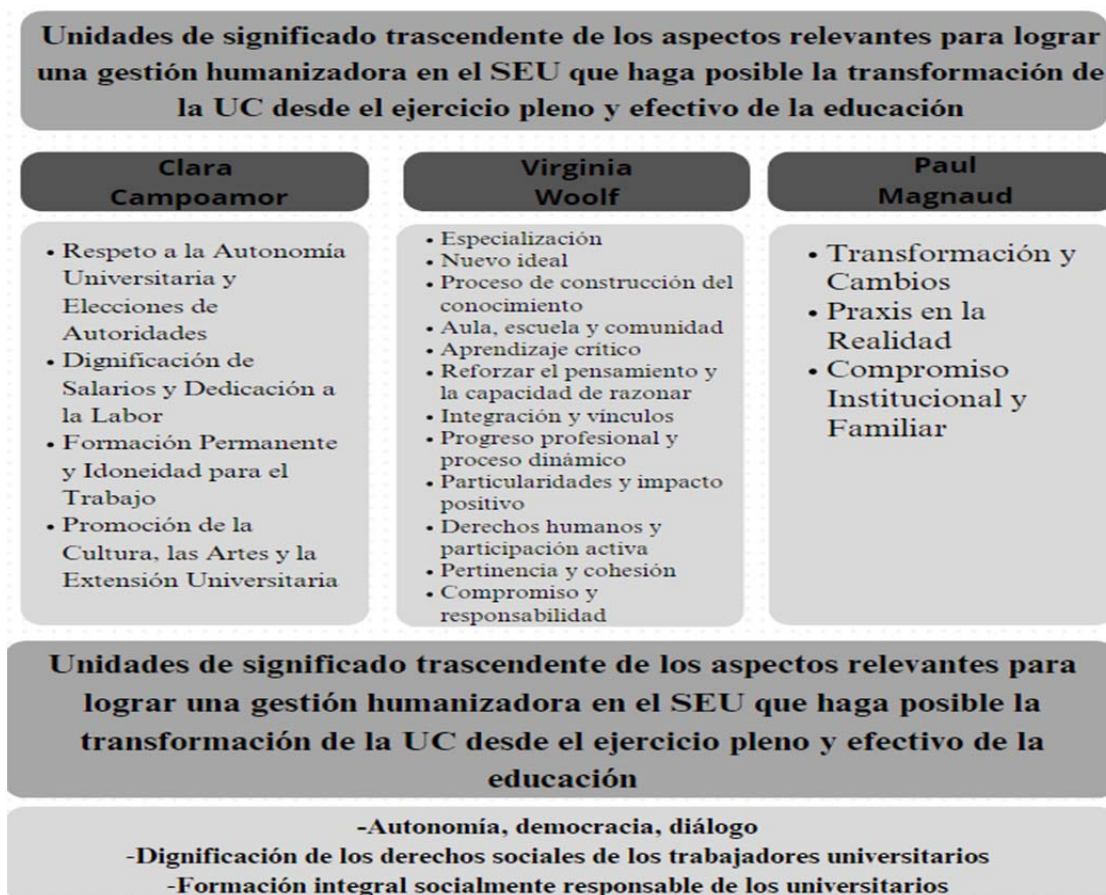 Unidades de significado trascendente de los aspectos relevantes para lograr
una gestión humanizadora en el SEU que haga posible la transformación de
la UC desde el ejercicio pleno y efectivo de la educación
Clara
Campoamor
• Respeto a la Autonomía
Universitaria y
Elecciones de
Autoridades
• Dignificación de
Salarios y Dedicación a
la Labor
• Formación Permanente
y Idoneidad para el
Trabajo
• Promoción de la
Cultura, las Artes y la
Extensión Universitaria
Virginia
Woolf
• Especialización
• Nuevo ideal
• Proceso de construcción del
conocimiento
• Aula, escuela y comunidad
• Aprendizaje crítico
• Reforzar el pensamiento y
la capacidad de razonar
• Integración y vínculos
• Progreso profesional y
proceso dinámico
• Particularidades y impacto
positivo
• Derechos humanos y
participación activa
• Pertinencia y cohesión
• Compromiso y
responsabilidad
Paul
Magnaud
• Transformación y
Cambios
• Praxis en la
Realidad
• Compromiso
Institucional y
Familiar
Unidades de significado trascendente de los aspectos relevantes para
lograr una gestión humanizadora en el SEU que haga posible la
transformación de la UC desde el ejercicio pleno y efectivo de la
educación
-Autonomía, democracia, diálogo
-Dignificación de los derechos sociales de los trabajadores universitarios
-Formación integral socialmente responsable de los universitarios